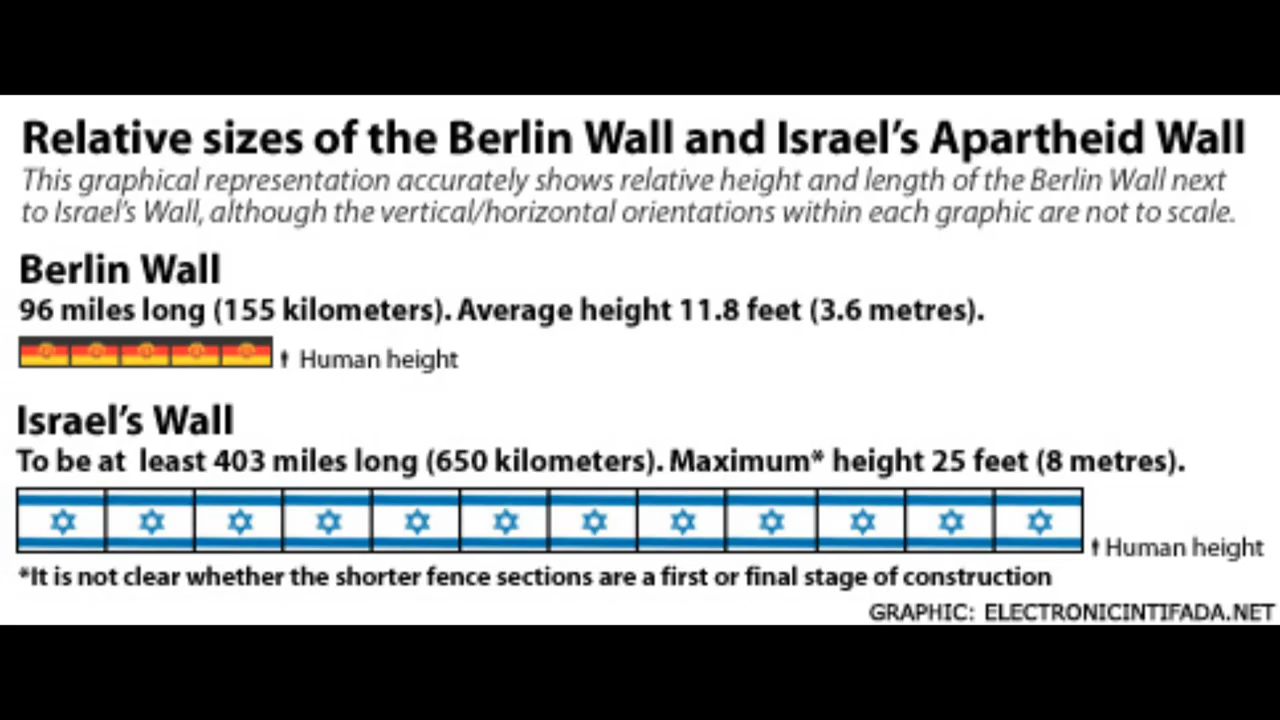 Relative sizes of the Berlin Wall and Israel's Apartheid Wall
This graphical representation accurately shows relative height and length of the Berlin Wall next
to Israel's Wall, although the vertical/horizontal orientations within each graphic are not to scale.
Berlin Wall
96 miles long (155 kilometers). Average height 11.8 feet (3.6 metres).
Human height
Israel's Wall
To be at least 403 miles long (650 kilometers). Maximum* height 25 feet (8 metres).
Human height
*It is not clear whether the shorter fence sections are a first or final stage of construction
GRAPHIC: ELECTRONICINTIFADA.NET